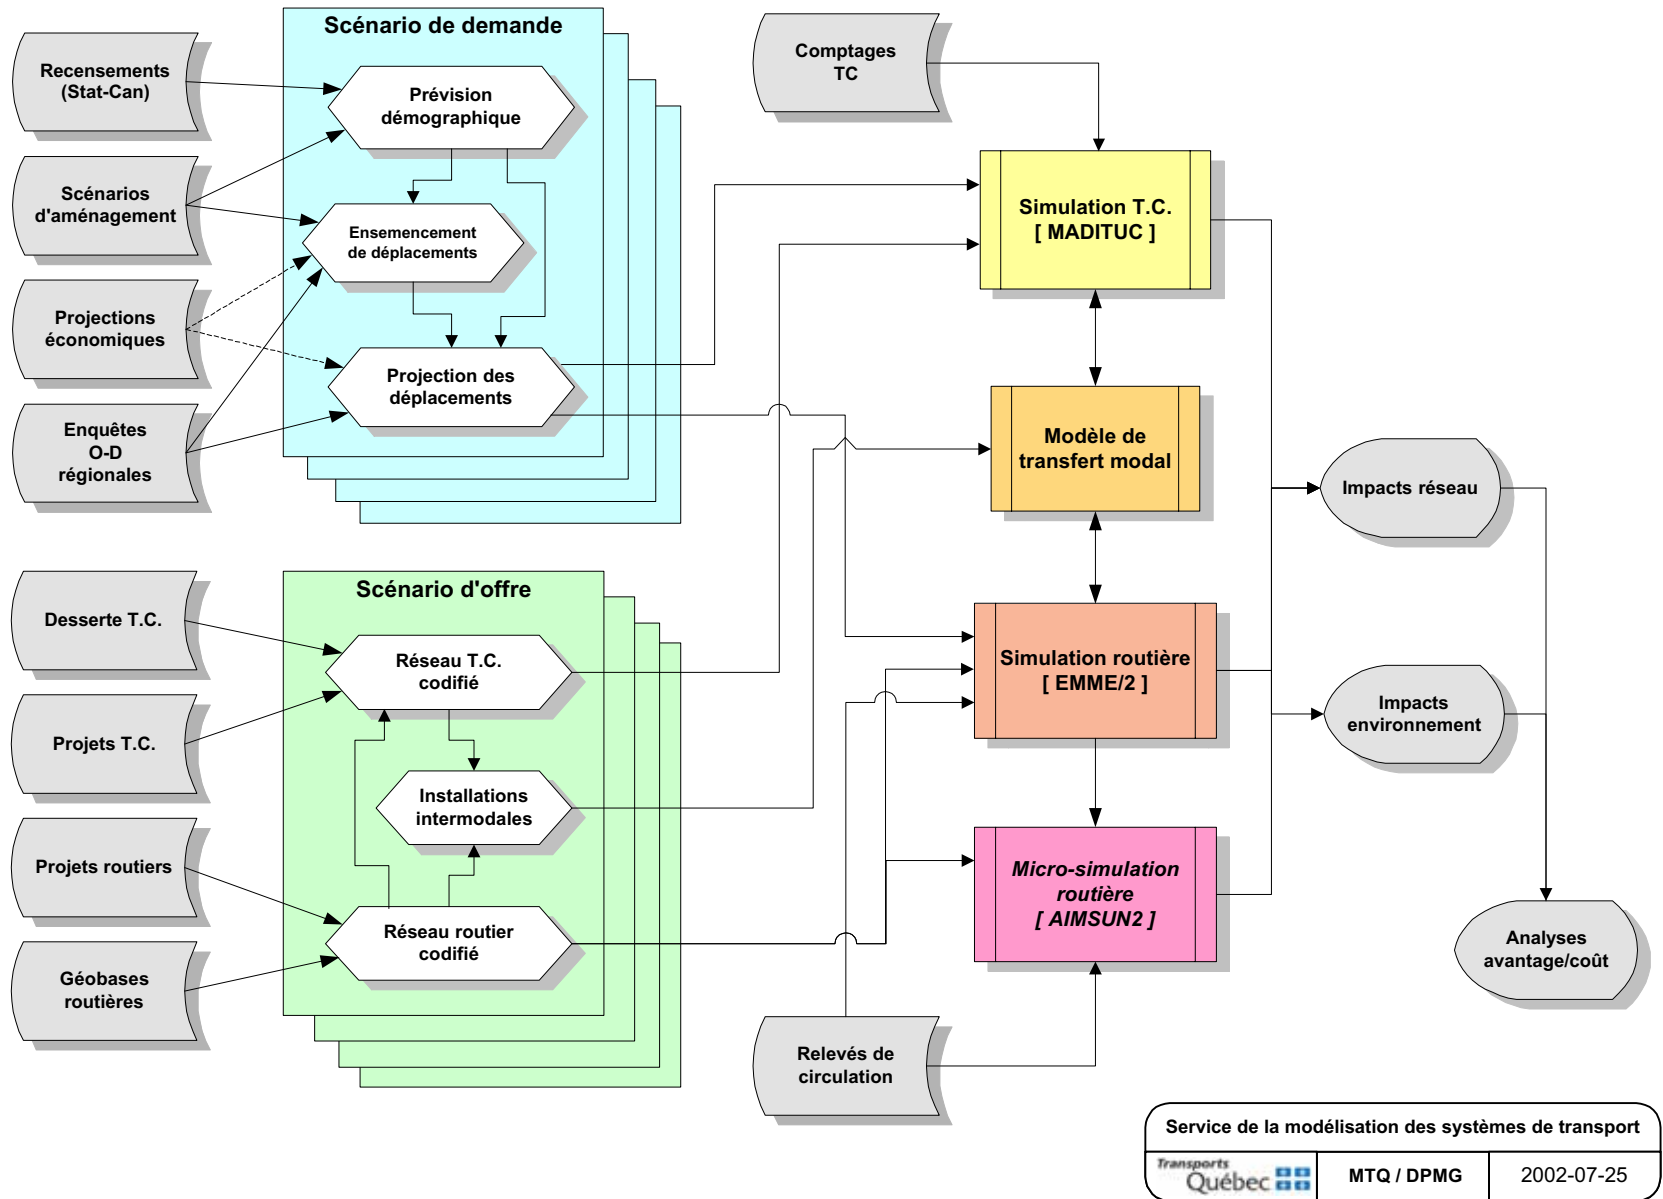 Scénario de demande
Recensements
(Stat-Can)
Scénarios
d'aménagement
Projections
économiques
Enquêtes
O-D
régionales
Prévision
démographique
Ensemencement
de déplacements
Projection des
déplacements
Scénario d'offre
Desserte T.C.
Projets T.C.
Projets routiers
Géobases
routières
Réseau T.C.
codifié
Installations
intermodales
Réseau routier
codifié
Comptages
TC
Simulation T.C.
[ MADITUC ]
Modèle de
transfert modal
Simulation routière
[ EMME/2 ]
Micro-simulation
routière
[ AIMSUN2 ]
Relevés de
circulation
Impacts réseau
Impacts
environnement
Analyses
avantage/coût
Service de la modélisation des systèmes de transport
Transports
Québec
MTQ / DPMG
2002-07-25